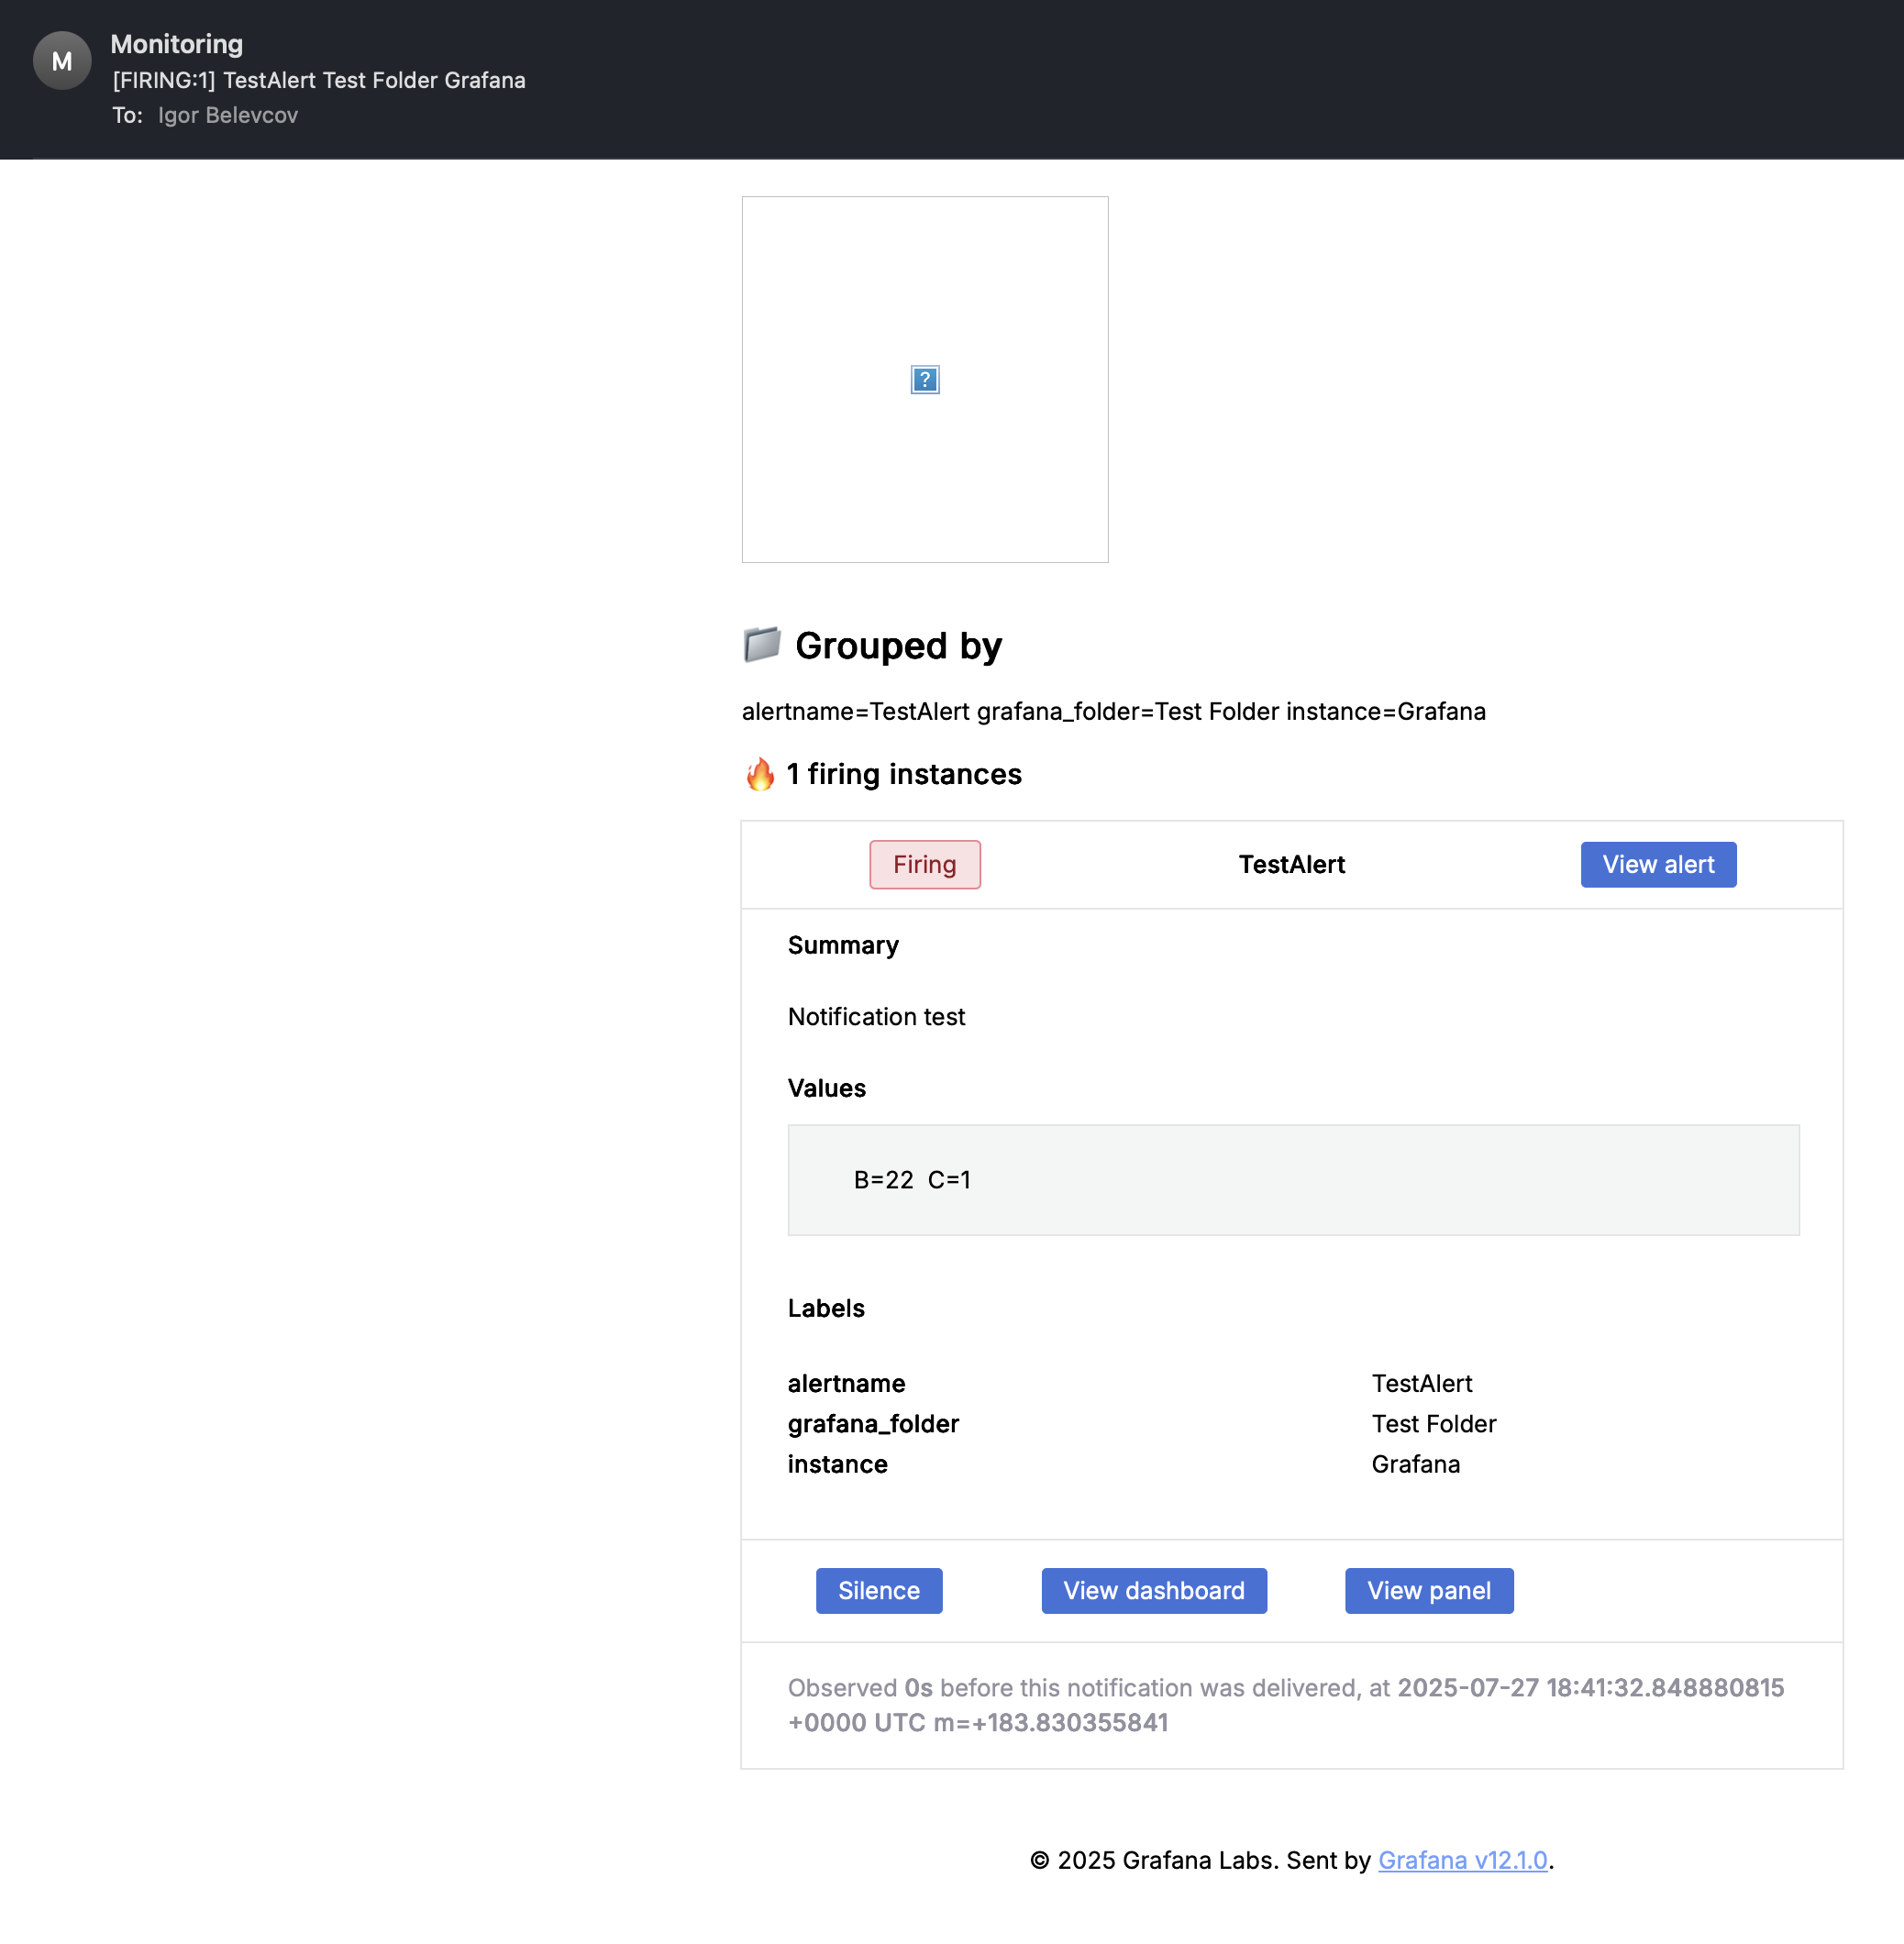 M
Monitoring
[FIRING:1] TestAlert Test Folder Grafana
To: Igor Belevcov
?
Grouped by
alertname=TestAlert grafana_folder=Test Folder instance=Grafana
1 firing instances
Firing TestAlert View alert
Summary
Notification test
Values
B=22 C=1
Labels
alertname TestAlert
grafana_folder Test Folder
instance Grafana
Silence View dashboard View panel
Observed 0s before this notification was delivered, at 2025-07-27 18:41:32.848880815
+0000 UTC m=+183.830355841
© 2025 Grafana Labs. Sent by Grafana v12.1.0.